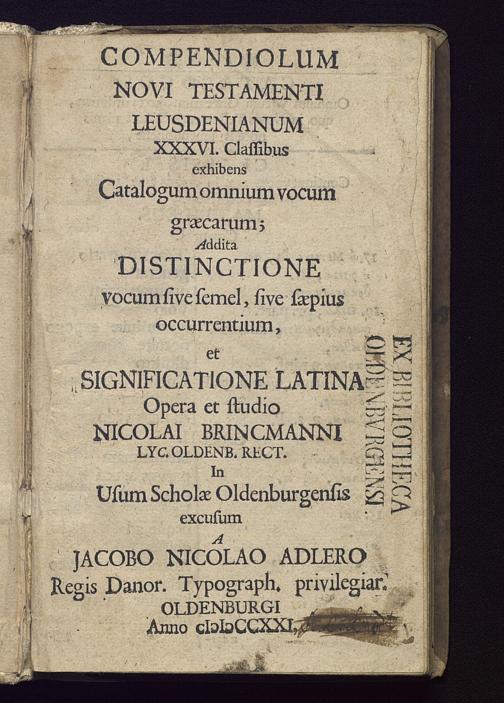 COMPENDIOLUM
NOVI TESTAMENTI
LEUSDENIANUM
XXXVI. Claſſibus
exhibens
Catalogum omnium vocum
græcarum;
Addita
DISTINCTIONE
vocum ſive ſemel, ſive ſæpius
occurrentium,
et
SIGNIFICATIONE LATINA
Opera et ſtudio
NICOLAI BRINCMANNI
LYC. OLDENB. RECT.
In
Uſum Scholæ Oldenburgenſis
excuſum
A
JACOBO NICOLAO ADLERO
Regis Danor. Typograph. privilegiar.
OLDENBURGI
Anno cIↄIↄCCXXI.
EX BIBLIOTHECA
OLDENBVRGENSI.